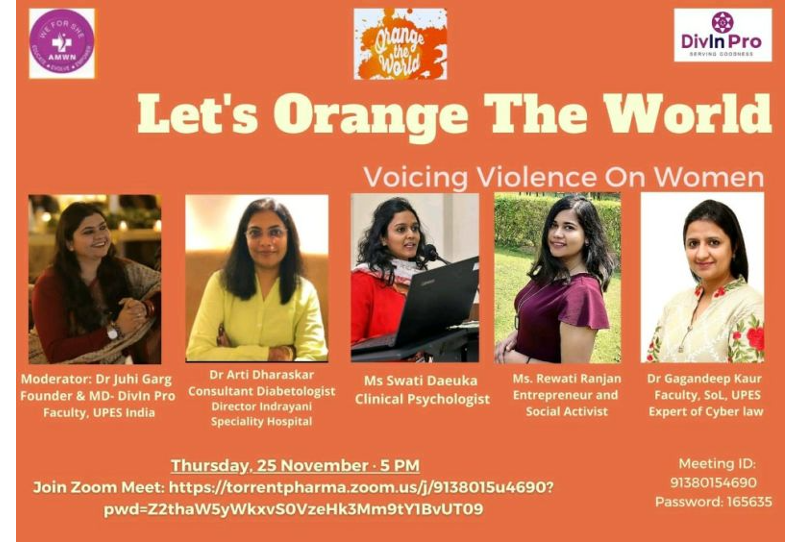 WE FOR SHE
AMWN
EDUCATE ★ EVOLVE ★ EMPOWER
Orange
the
World
DivIn Pro
SERVING GOODNESS
Let's Orange The World
Voicing Violence On Women
Moderator: Dr Juhi Garg
Founder & MD- DivIn Pro
Faculty, UPES India
Dr Arti Dharaskar
Consultant Diabetologist
Director Indrayani
Speciality Hospital
Ms Swati Daeuka
Clinical Psychologist
Ms. Rewati Ranjan
Entrepreneur and
Social Activist
Dr Gagandeep Kaur
Faculty, SoL, UPES
Expert of Cyber law
Thursday, 25 November · 5 PM
Join Zoom Meet: https://torrentpharma.zoom.us/j/9138015u4690?
pwd=Z2thaW5yWkxvS0VzeHk3Mm9tY1BvUT09
Meeting ID:
91380154690
Password: 165635